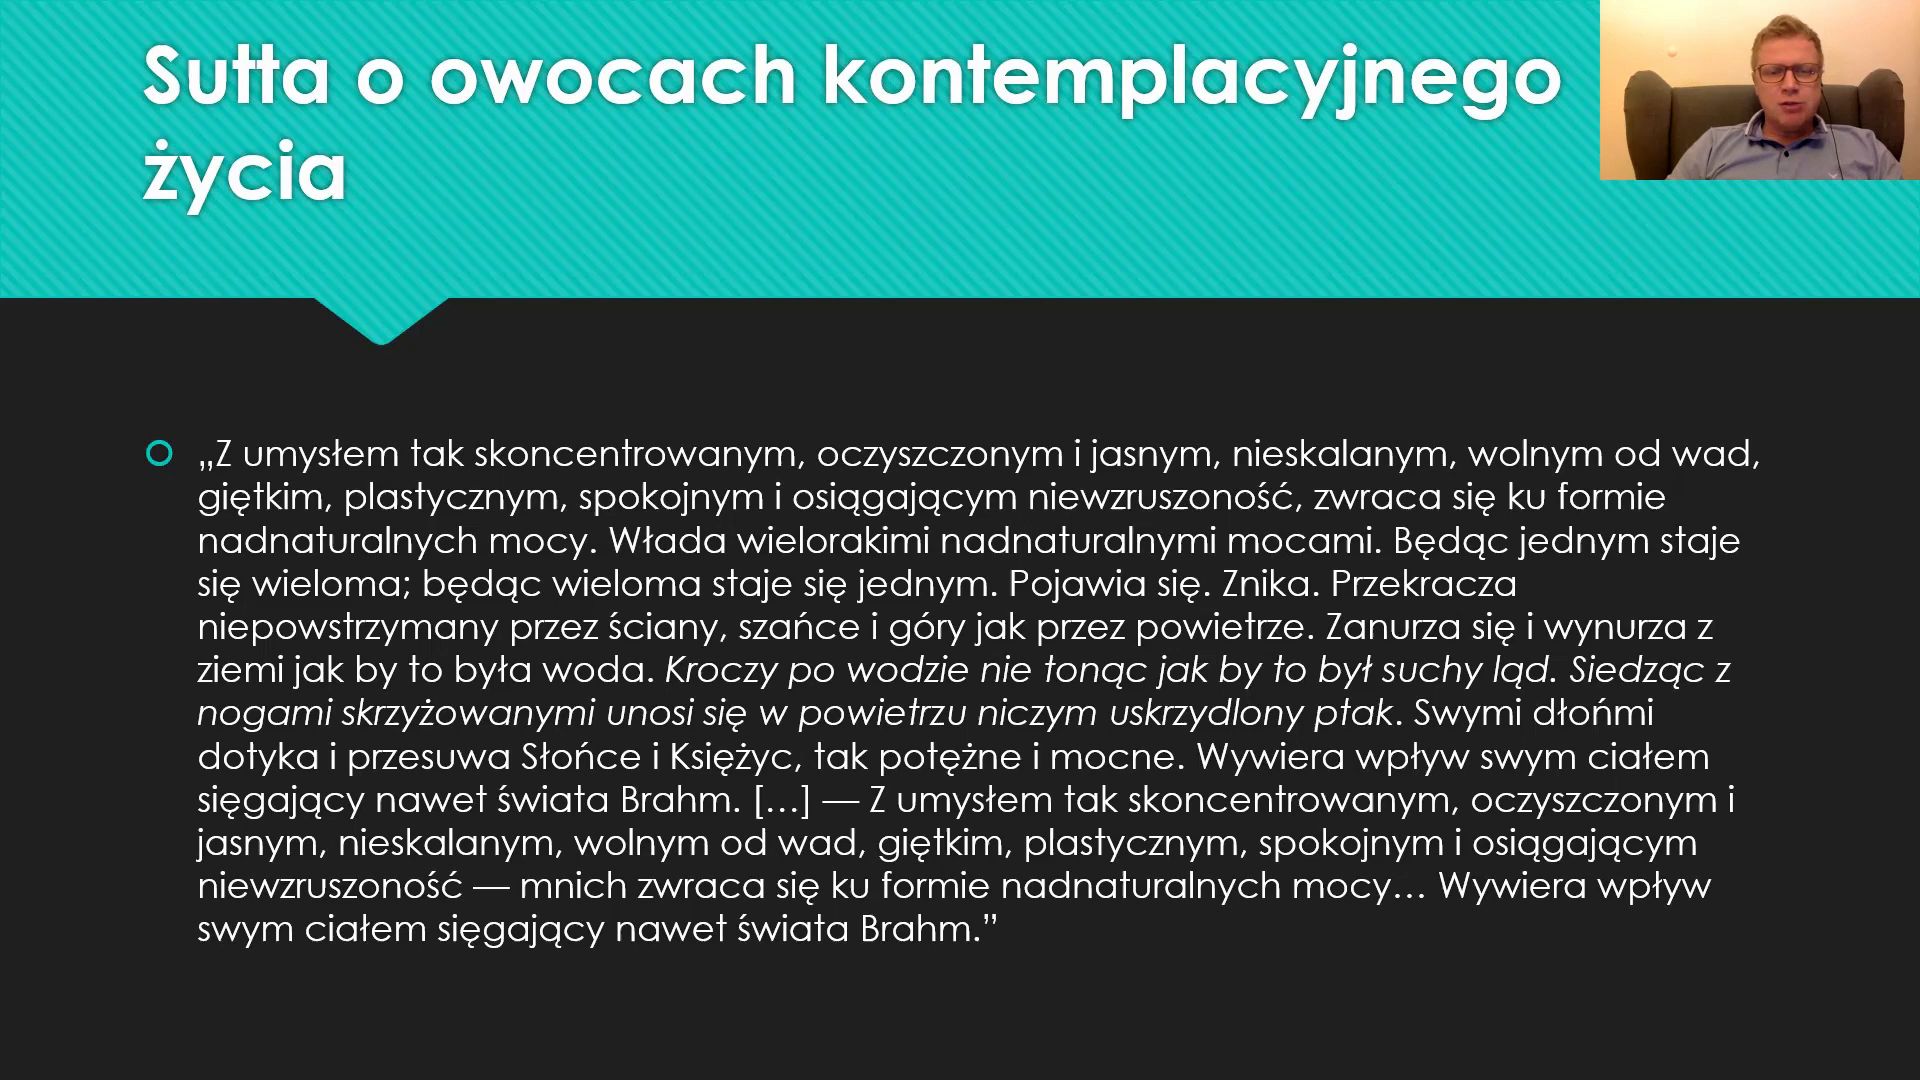 Sutta o owocach kontemplacyjnego
życia
„Z umysłem tak skoncentrowanym, oczyszczonym i jasnym, nieskalanym, wolnym od wad,
giętkim, plastycznym, spokojnym i osiągającym niewzruszoność, zwraca się ku formie
nadnaturalnych mocy. Włada wielorakimi nadnaturalnymi mocami. Będąc jednym staje
się wieloma; będąc wieloma staje się jednym. Pojawia się. Znika. Przekracza
niepowstrzymany przez ściany, szańce i góry jak przez powietrze. Zanurza się i wynurza z
ziemi jak by to była woda. Kroczy po wodzie nie tonąc jak by to był suchy ląd. Siedząc z
nogami skrzyżowanymi unosi się w powietrzu niczym uskrzydlony ptak. Swymi dłońmi
dotyka i przesuwa Słońce i Księżyc, tak potężne i mocne. Wywiera wpływ swym ciałem
sięgający nawet świata Brahm. […] — Z umysłem tak skoncentrowanym, oczyszczonym i
jasnym, nieskalanym, wolnym od wad, giętkim, plastycznym, spokojnym i osiągającym
niewzruszoność — mnich zwraca się ku formie nadnaturalnych mocy… Wywiera wpływ
swym ciałem sięgający nawet świata Brahm.”